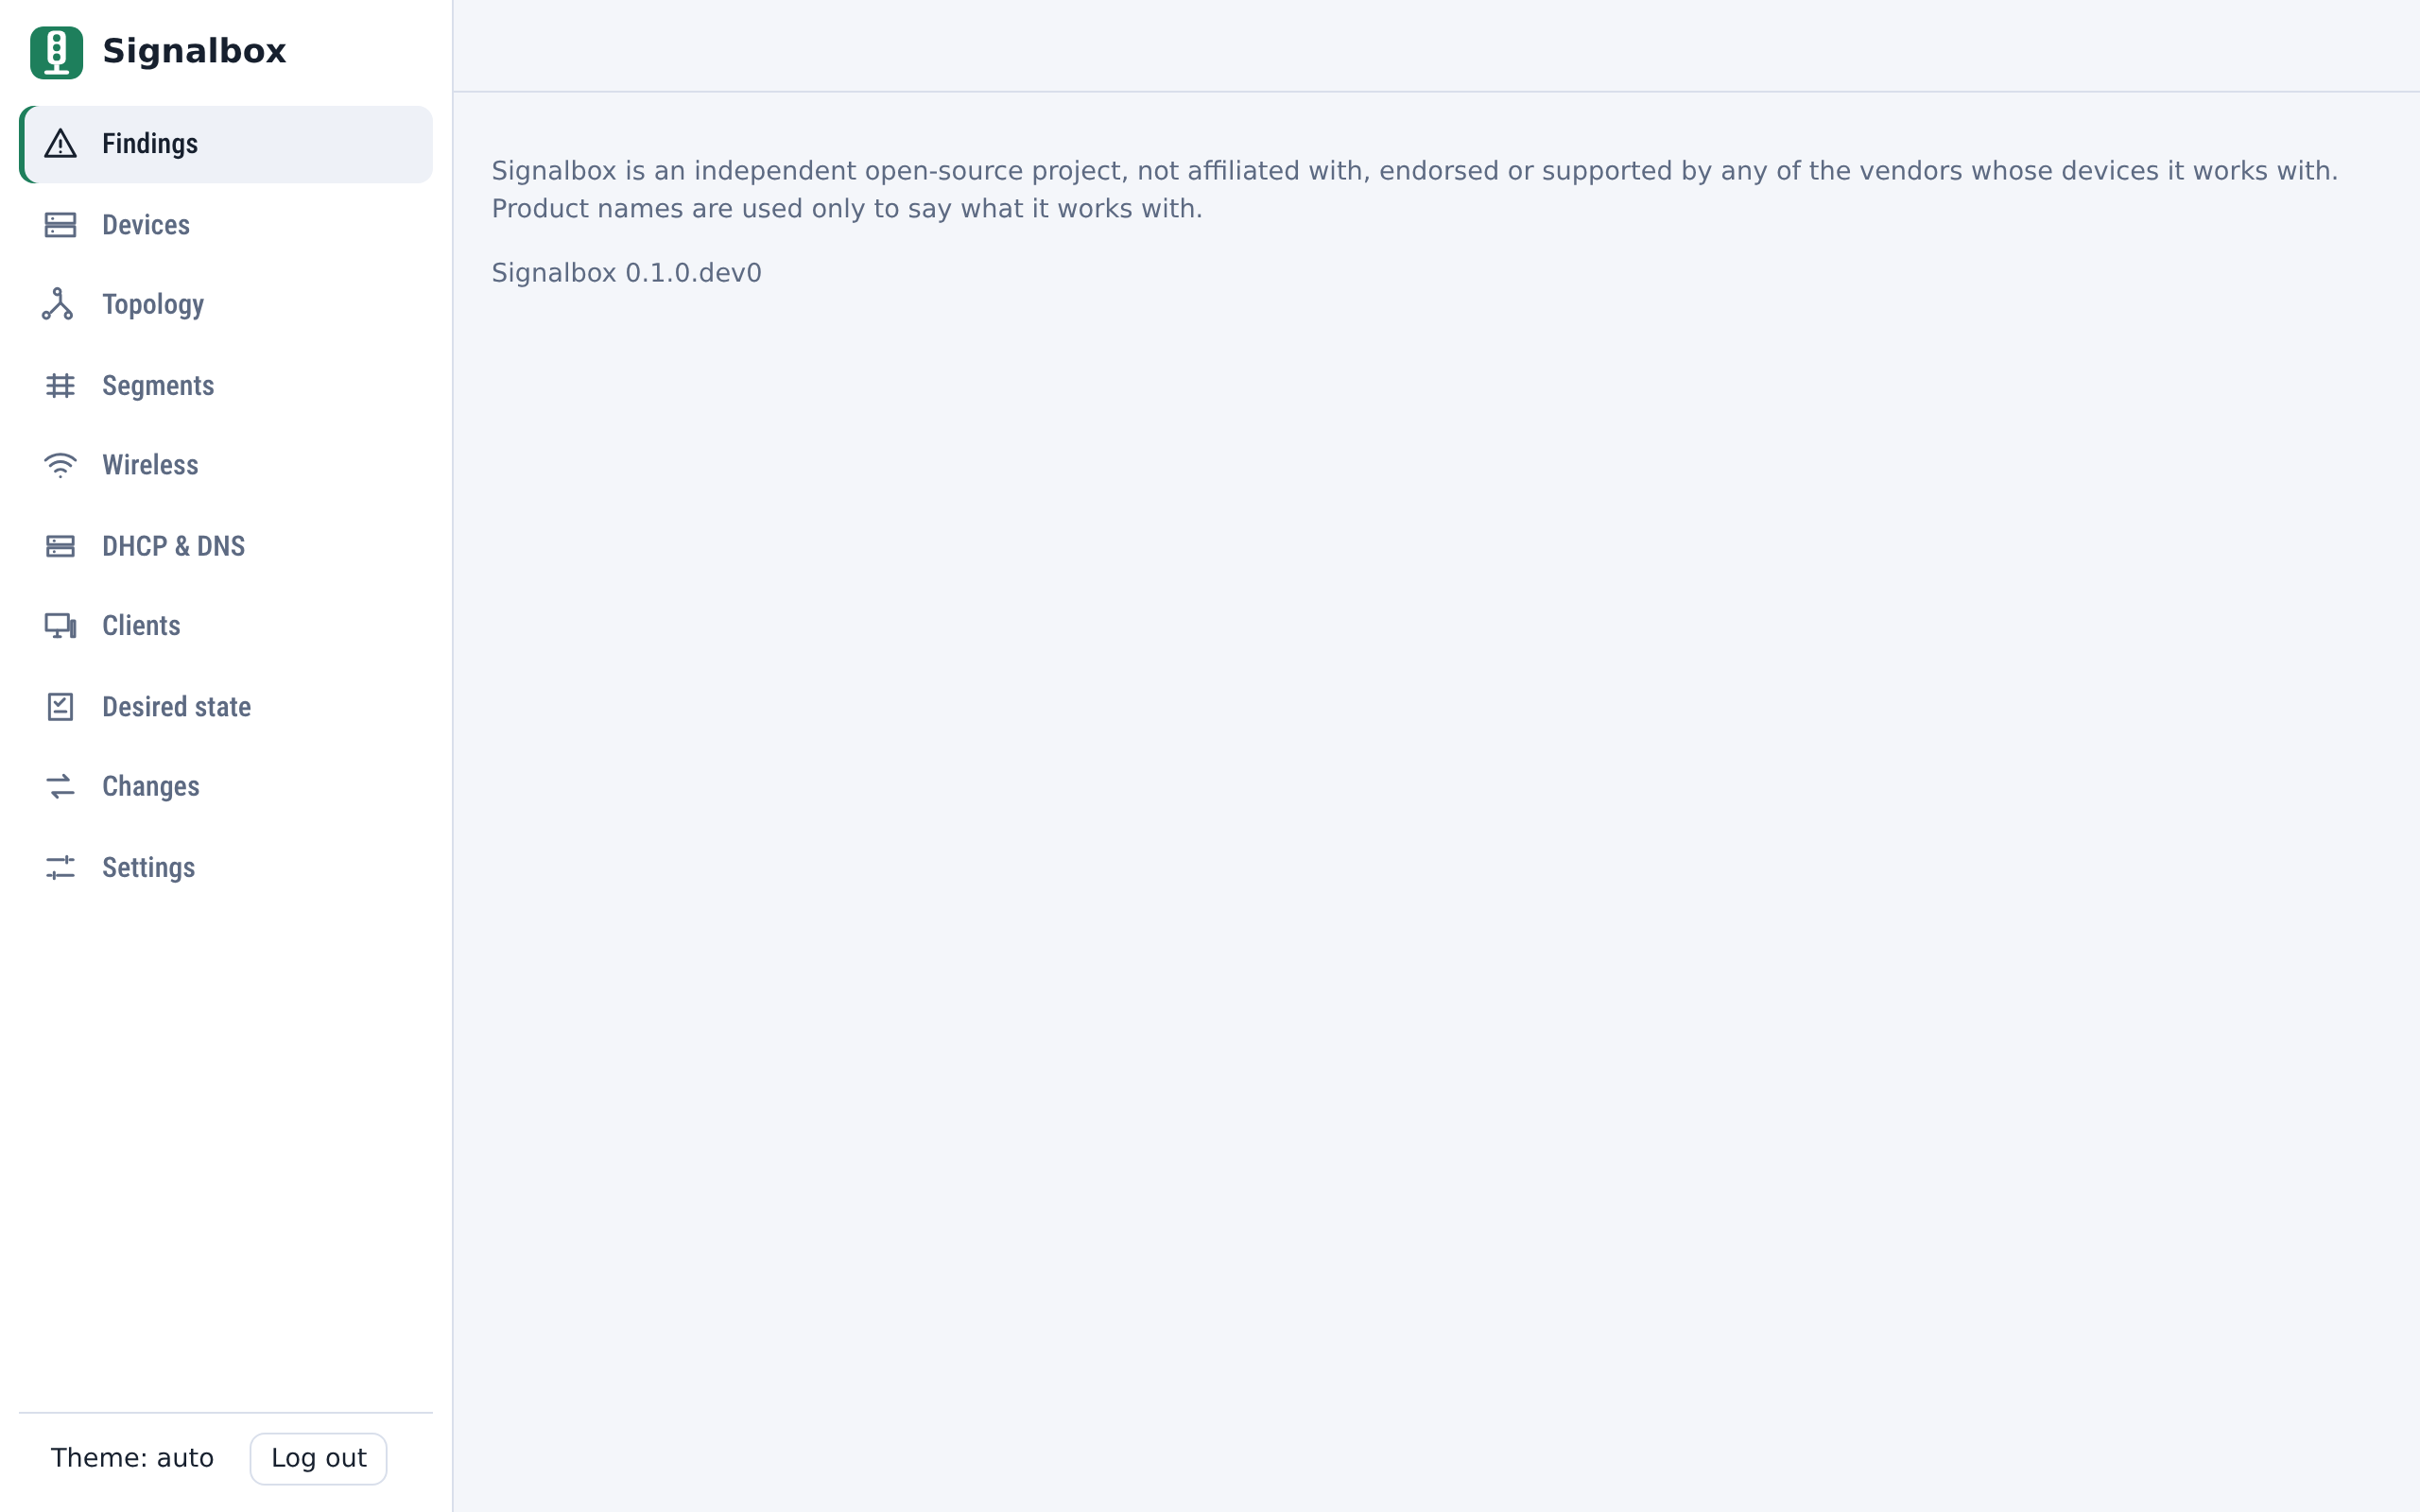 Signalbox
Findings
Devices
Topology
Segments
Wireless
DHCP & DNS
Clients
Desired state
Changes
Settings
Theme: auto
Log out
Signalbox is an independent open-source project, not affiliated with, endorsed or supported by any of the vendors whose devices it works with.
Product names are used only to say what it works with.
Signalbox 0.1.0.dev0